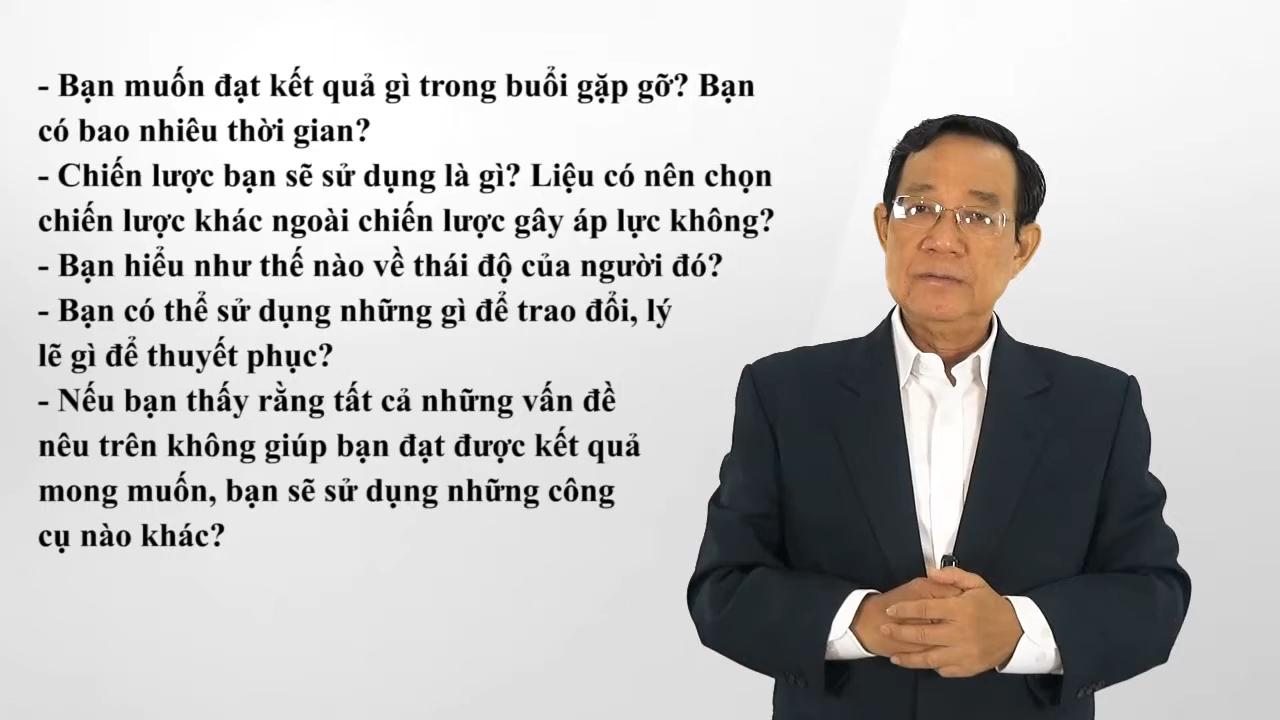 - Bạn muốn đạt kết quả gì trong buổi gặp gỡ? Bạn
có bao nhiêu thời gian?
- Chiến lược bạn sẽ sử dụng là gì? Liệu có nên chọn
chiến lược khác ngoài chiến lược gây áp lực không?
- Bạn hiểu như thế nào về thái độ của người đó?
- Bạn có thể sử dụng những gì để trao đổi, lý
lẽ gì để thuyết phục?
- Nếu bạn thấy rằng tất cả những vấn đề
nêu trên không giúp bạn đạt được kết quả
mong muốn, bạn sẽ sử dụng những công
cụ nào khác?